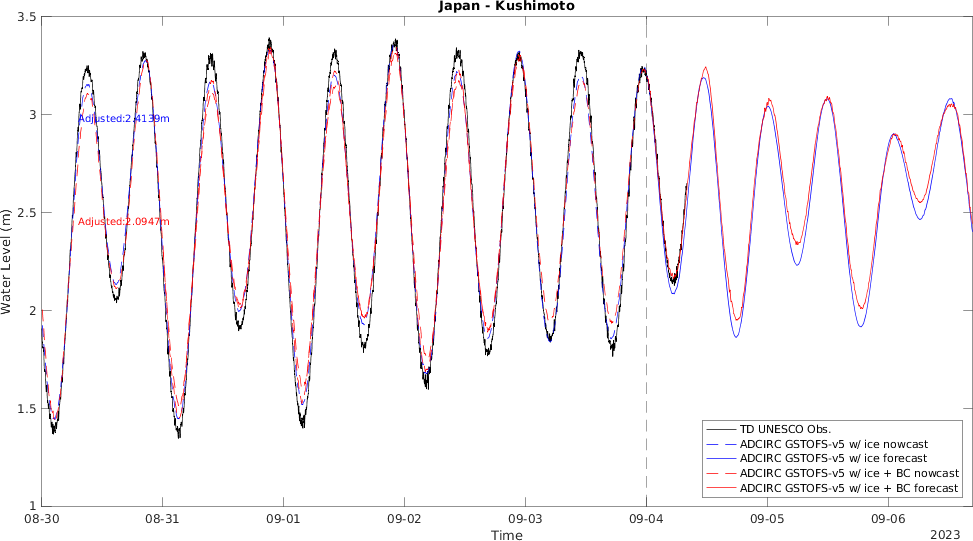 Japan - Kushimoto
3.5
3
2.5
2
1.5
1
Water Level (m)
Adjusted:2.4139m
Adjusted:2.0947m
TD UNESCO Obs.
ADCIRC GSTOFS-v5 w/ ice nowcast
ADCIRC GSTOFS-v5 w/ ice forecast
ADCIRC GSTOFS-v5 w/ ice + BC nowcast
ADCIRC GSTOFS-v5 w/ ice + BC forecast
08-30 08-31 09-01 09-02 09-03 09-04 09-05 09-06
Time
2023